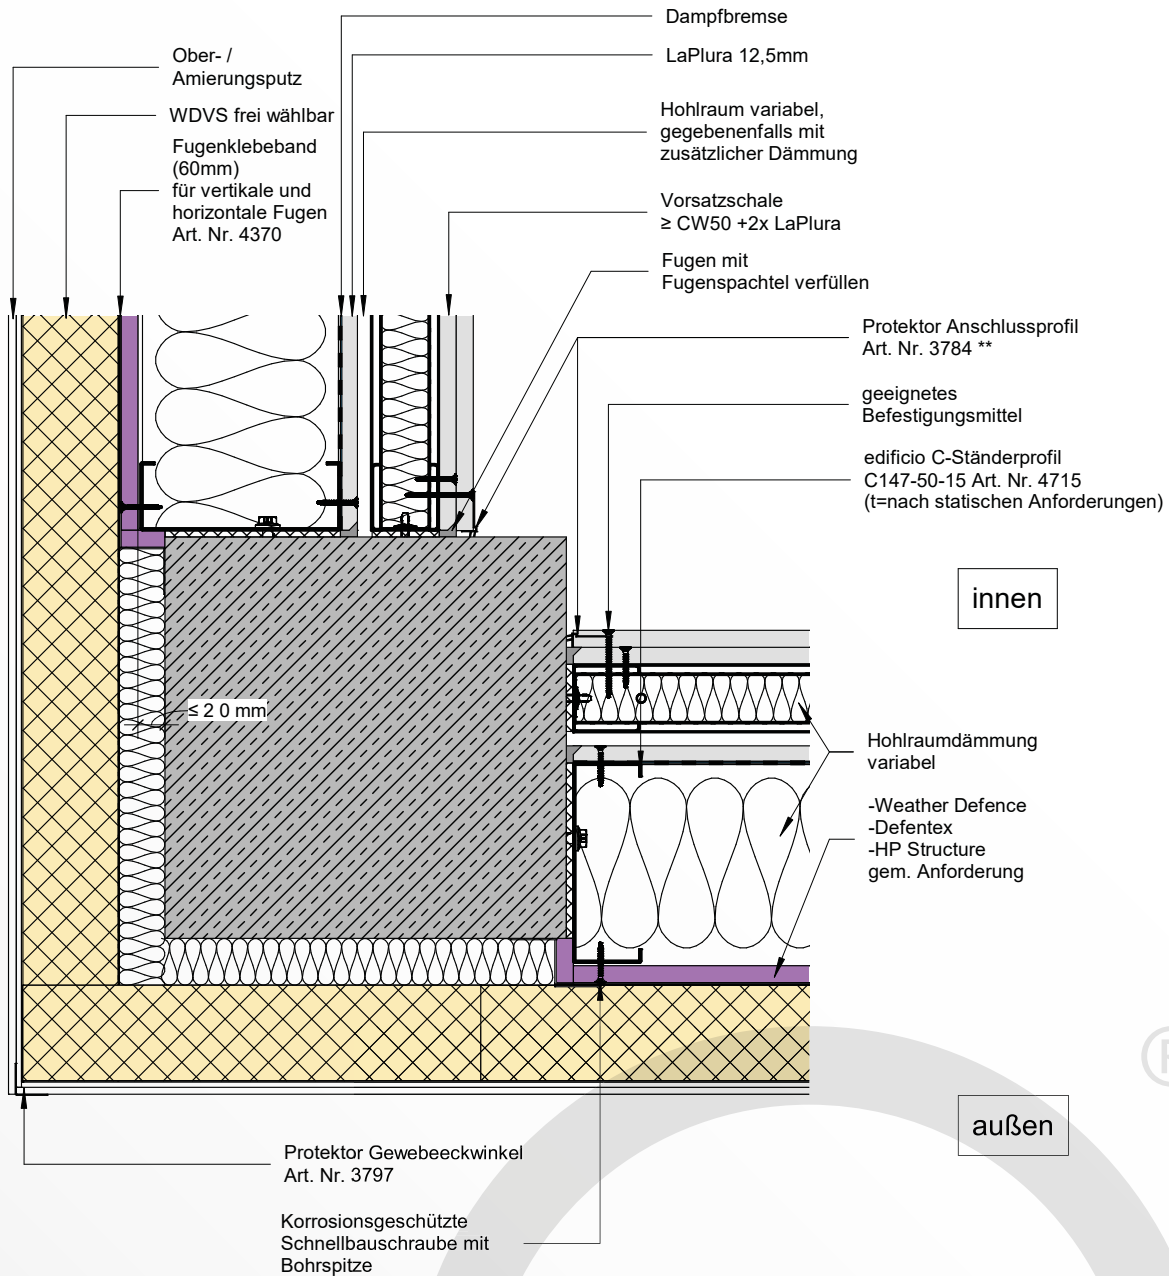 Dampfbremse
LaPlura 12,5mm
Ober- /
Amierungsputz
WDVS frei wählbar
Fugenklebeband
(60mm)
für vertikale und
horizontale Fugen
Art. Nr. 4370
Hohlraum variabel,
gegebenenfalls mit
zusätzlicher Dämmung
Vorsatzschale
≥ CW50 +2x LaPlura
Fugen mit
Fugenspachtel verfüllen
Protektor Anschlussprofil
Art. Nr. 3784 **
geeignetes
Befestigungsmittel
edificio C-Ständerprofil
C147-50-15 Art. Nr. 4715
(t=nach statischen Anforderungen)
innen
≤ 2 0 mm
Hohlraumdämmung
variabel
-Weather Defence
-Defentex
-HP Structure
gem. Anforderung
®
außen
Protektor Gewebeeckwinkel
Art. Nr. 3797
Korrosionsgeschützte
Schnellbauschraube mit
Bohrspitze